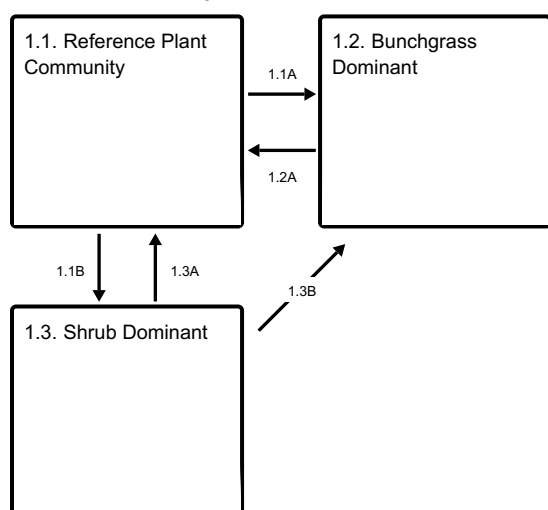 1.1. Reference Plant
Community
1.2. Bunchgrass
Dominant
1.1A
1.2A
1.1B
1.3A
1.3B
1.3. Shrub Dominant